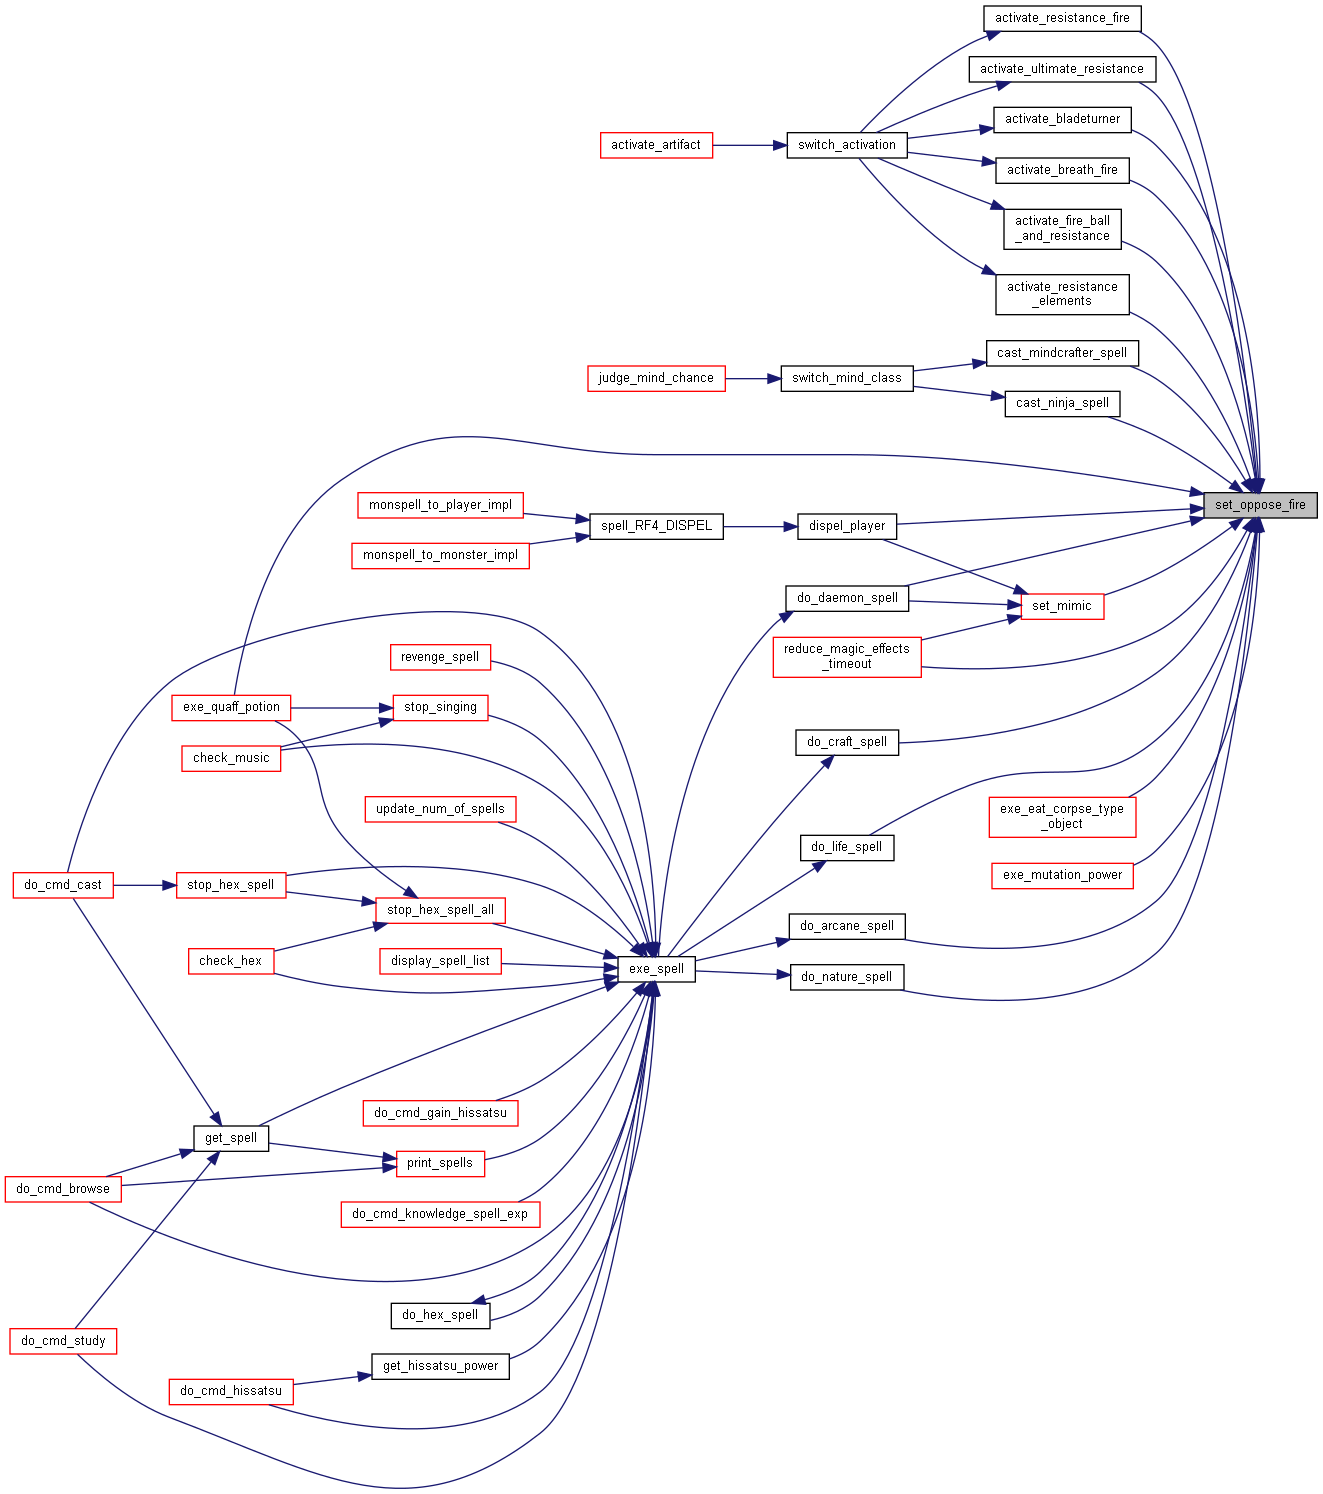 activate_resistance_fire
activate_ultimate_resistance
activate_bladeturner
activate_artifact
switch_activation
activate_breath_fire
activate_fire_ball
_and_resistance
activate_resistance
_elements
cast_mindcrafter_spell
judge_mind_chance
switch_mind_class
cast_ninja_spell
set_oppose_fire
monspell_to_player_impl
spell_RF4_DISPEL
dispel_player
monspell_to_monster_impl
do_daemon_spell
set_mimic
reduce_magic_effects
_timeout
revenge_spell
exe_quaff_potion
stop_singing
check_music
do_craft_spell
update_num_of_spells
exe_eat_corpse_type
_object
do_life_spell
exe_mutation_power
do_cmd_cast
stop_hex_spell
stop_hex_spell_all
do_arcane_spell
check_hex
display_spell_list
exe_spell
do_nature_spell
do_cmd_gain_hissatsu
get_spell
print_spells
do_cmd_browse
do_cmd_knowledge_spell_exp
do_hex_spell
do_cmd_study
get_hissatsu_power
do_cmd_hissatsu